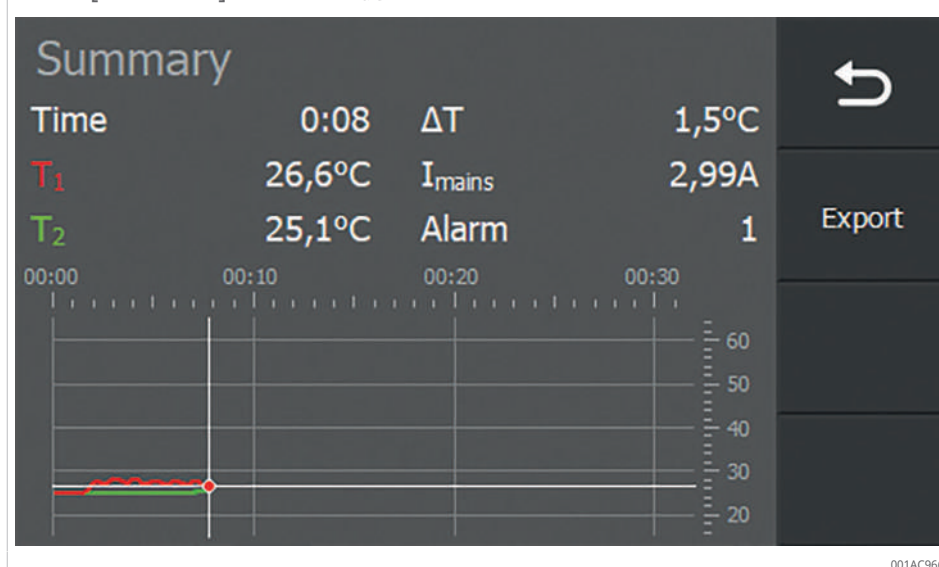 Summary
Time 0:08 ΔT 1,5°C
T1 26,6°C Imains 2,99A
T2 25,1°C Alarm 1
Export
00:00 00:10 00:20 00:30
60
50
40
30
20